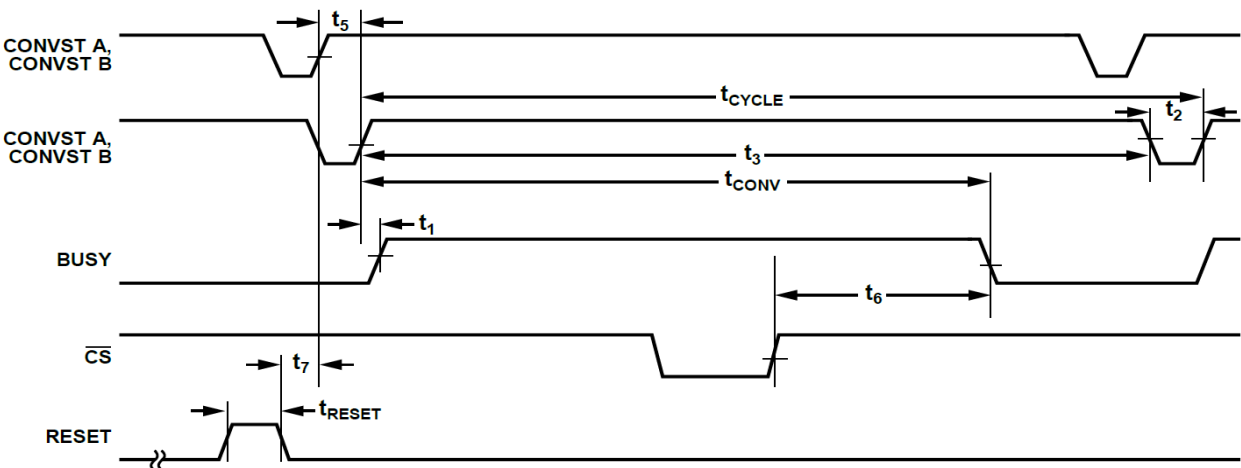 t5
CONVST A,
CONVST B
tCYCLE
t2
CONVST A,
CONVST B
t3
tCONV
t1
BUSY
t6
CS
t7
tRESET
RESET